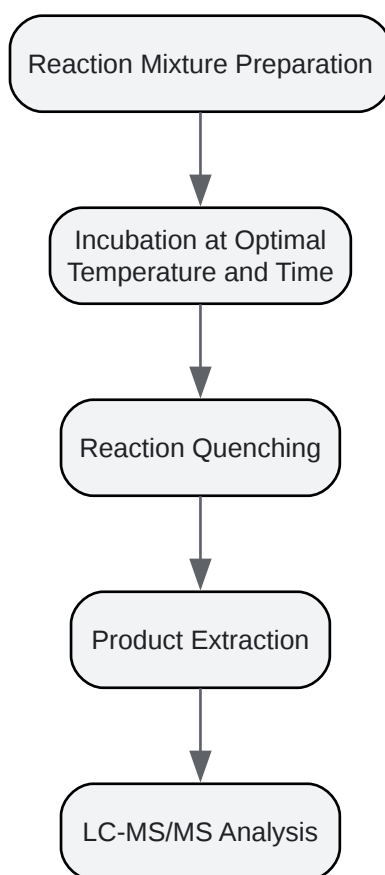 Reaction Mixture Preparation
Incubation at Optimal
Temperature and Time
Reaction Quenching
Product Extraction
LC-MS/MS Analysis